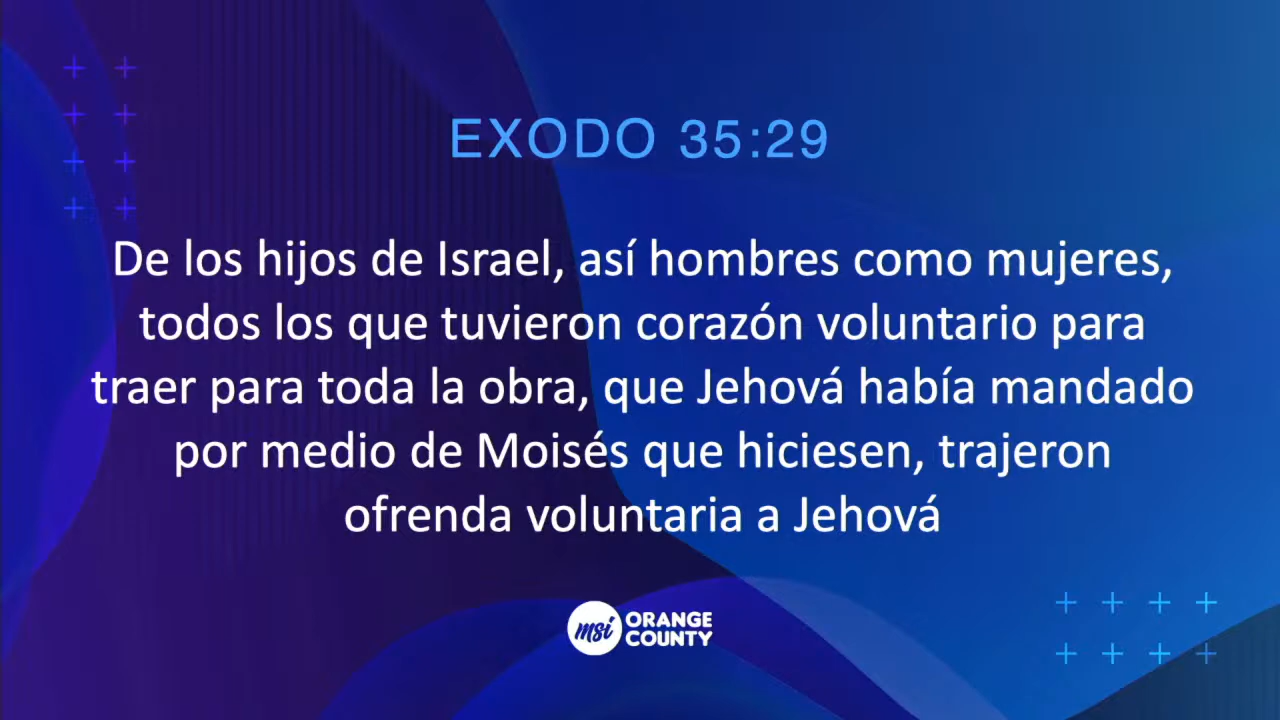 EXODO 35:29
De los hijos de Israel, así hombres como mujeres,
todos los que tuvieron corazón voluntario para
traer para toda la obra, que Jehová había mandado
por medio de Moisés que hiciesen, trajeron
ofrenda voluntaria a Jehová
msi ORANGE
COUNTY